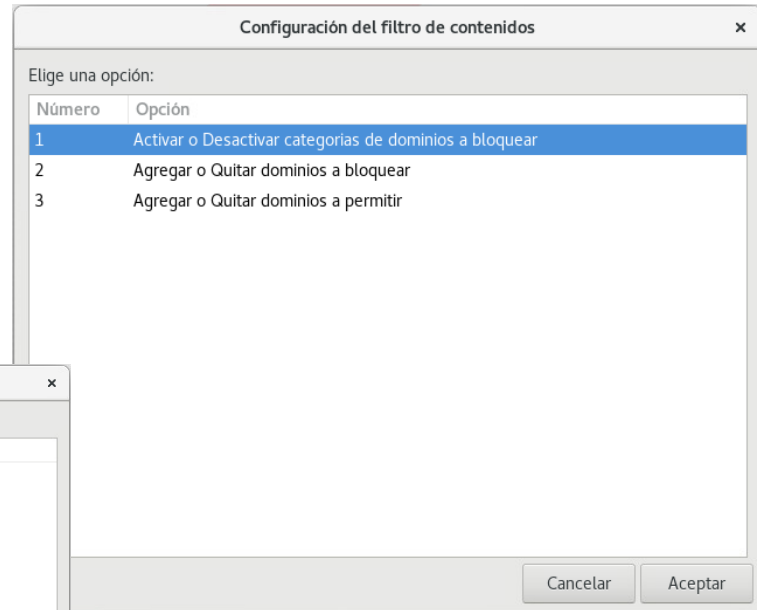 Configuración del filtro de contenidos ×
Elige una opción:
Número Opción
1 Activar o Desactivar categorias de dominios a bloquear
2 Agregar o Quitar dominios a bloquear
3 Agregar o Quitar dominios a permitir
×
Cancelar Aceptar